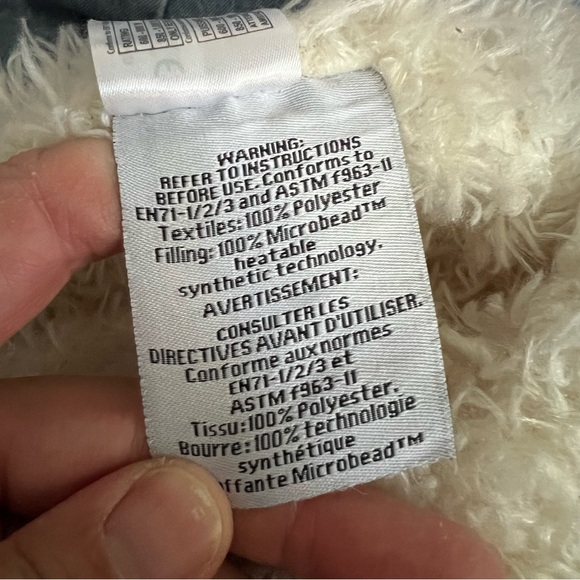 WARNING:
REFER TO INSTRUCTIONS
BEFORE USE. Conforms to
EN71-1/2/3 and ASTM f963-11
Textiles: 100% Polyester
Filling: 100% Microbead™
heatable
synthetic technology.
AVERTISSEMENT:
CONSULTER LES
DIRECTIVES AVANT D'UTILISER.
Conforme aux normes
EN71-1/2/3 et
ASTM f963-11
Tissu: 100% Polyester.
Bourre: 100% technologie
synthétique
ffante Microbead™